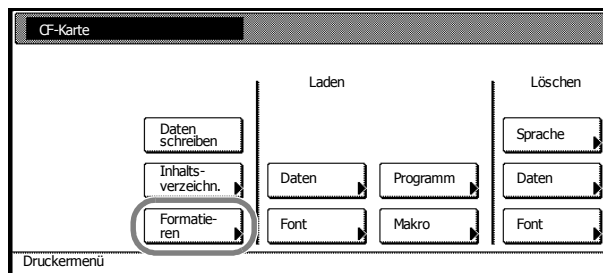 CF-Karte
Laden
Löschen
Daten
schreiben
Sprache
Inhalts-
verzeichn.
Daten
Programm
Daten
Formatie-
ren
Font
Makro
Font
Druckermenü